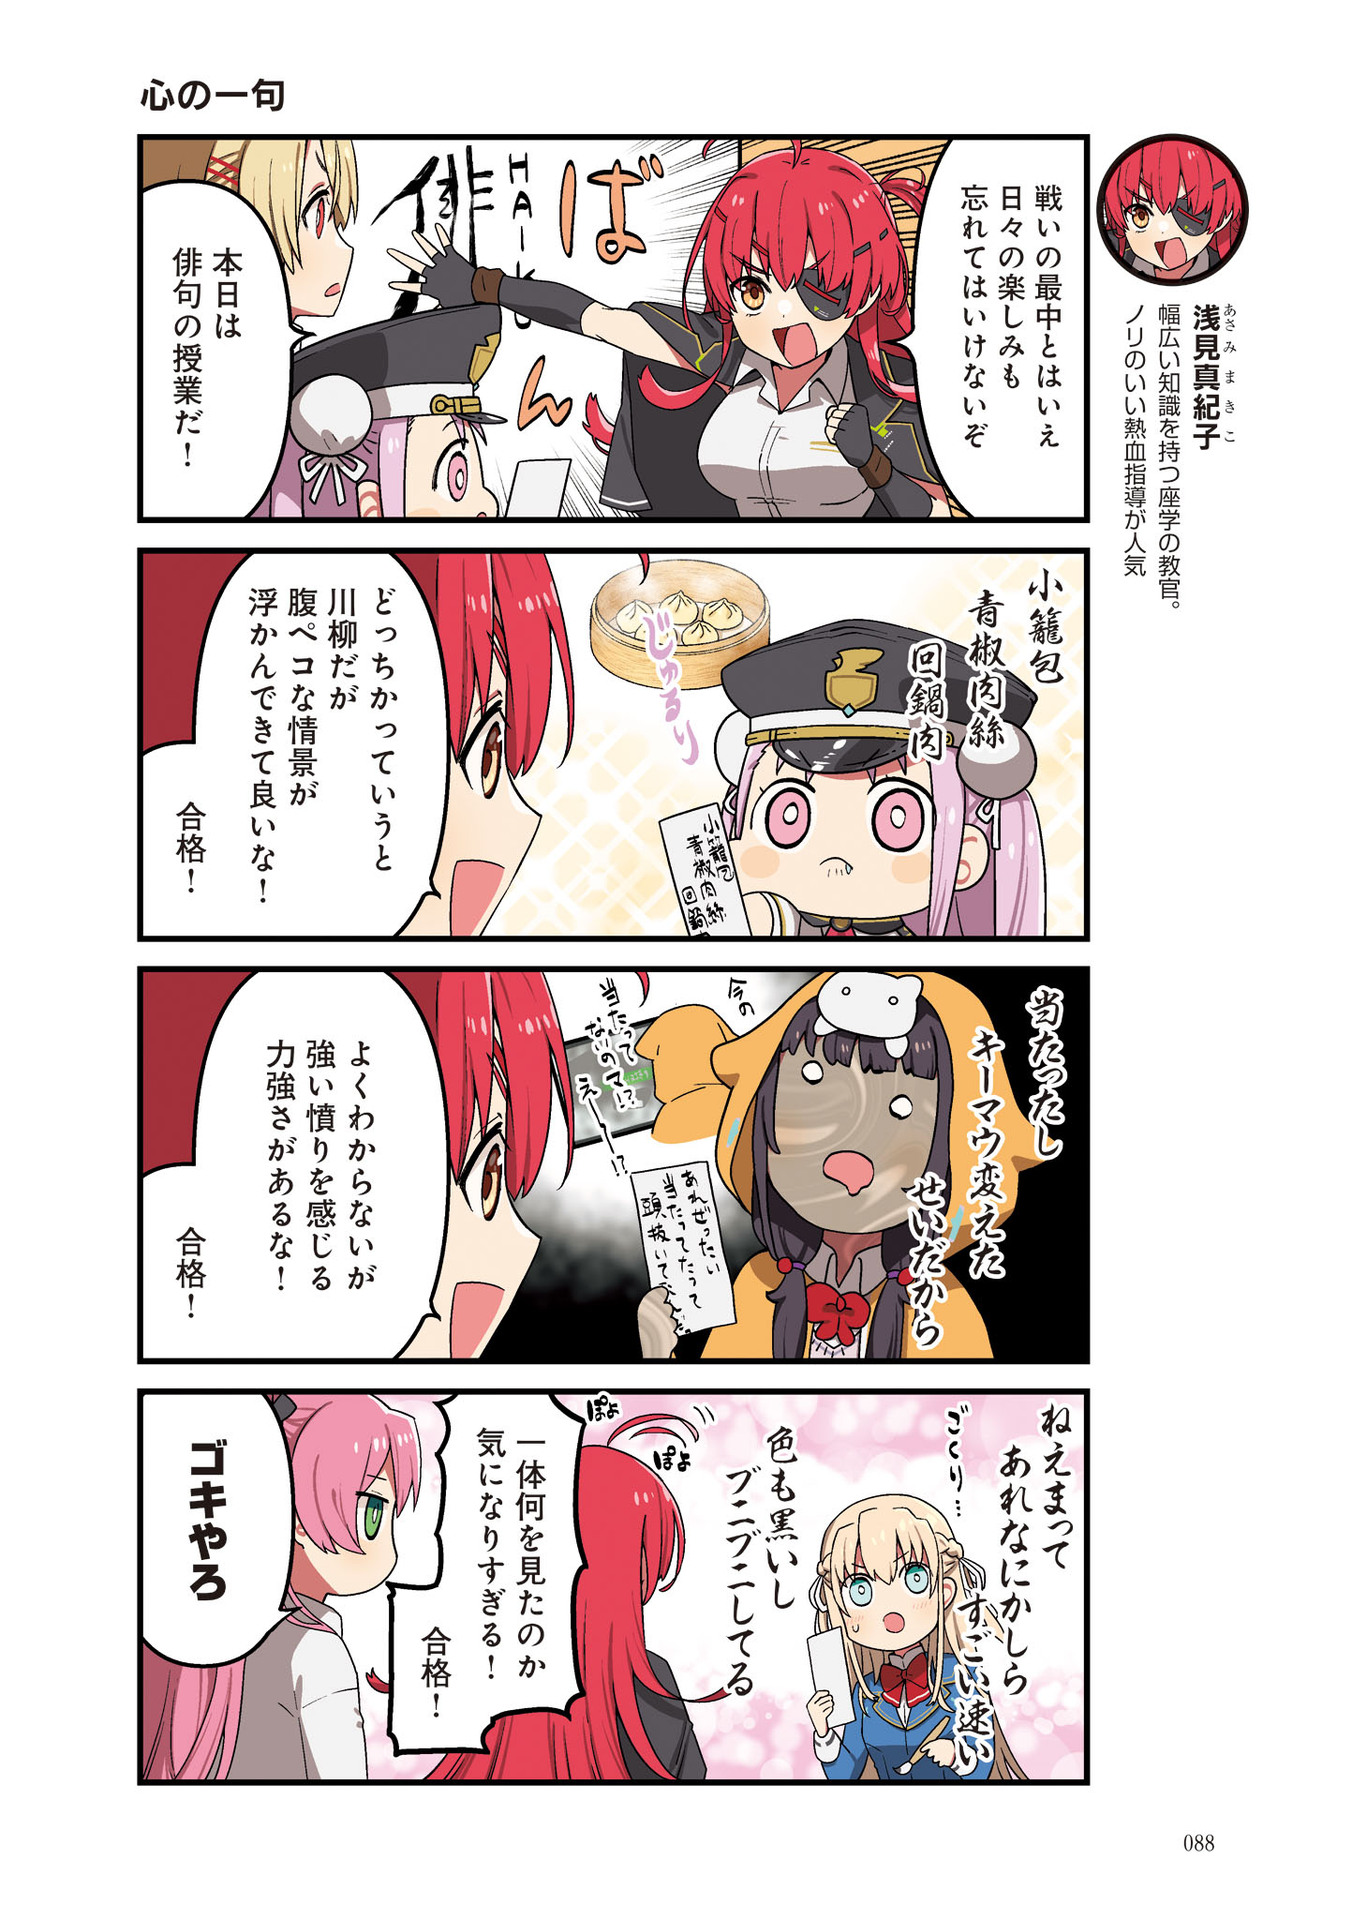 心の一句
浅見真紀子
あさみまきこ
幅広い知識を持つ座学の教官。
ノリのいい熱血指導が人気
戦いの最中とはいえ
日々の楽しみも
忘れてはいけないぞ
ばん
HAIKU
俳
本日は
俳句の授業だ！
小籠包
青椒肉絲
回鍋肉
じゅるり
小籠包
青椒肉絲
回鍋肉
どっちかっていうと
川柳だが
腹ペコな情景が
浮かんできて良いな！
合格！
当たったし
キーマウ変えた
せいだから
今の
当たって
ないのマ!?
えーーー!?
あれぜったい
当たってたって
頭抜いて
よくわからないが
強い憤りを感じる
力強さがあるな！
合格！
ねえまって
あれなにかしら
すごい速い
ごくり…
色も黒いし
ブニブニしてる
ぽよ
ぽよ
一体何を見たのか
気になりすぎる！
合格！
ゴキやろ
088